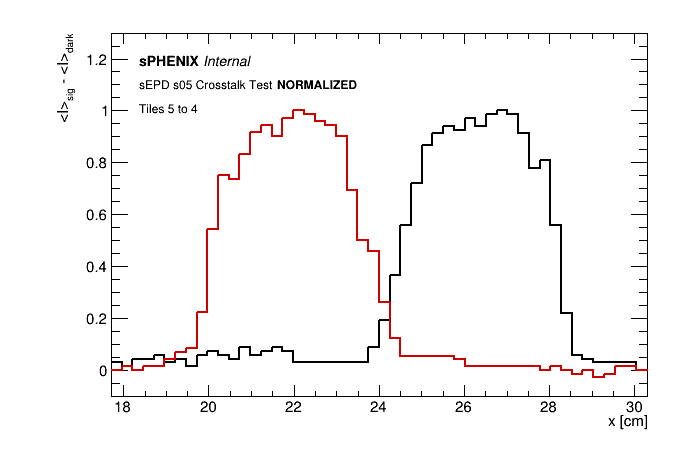 <I>sig - <I>dark
sPHENIX Internal
sEPD s05 Crosstalk Test NORMALIZED
Tiles 5 to 4
1.2
1
0.8
0.6
0.4
0.2
0
18 20 22 24 26 28 30
x [cm]